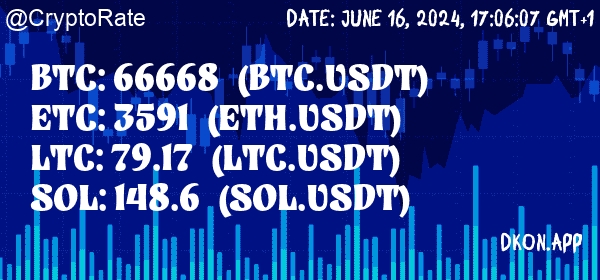 @CryptoRate
DATE: JUNE 16, 2024, 17:06:07 GMT+1
BTC: 66668 (BTC.USDT)
ETC: 3591 (ETH.USDT)
LTC: 79.17 (LTC.USDT)
SOL: 148.6 (SOL.USDT)
DKON.APP